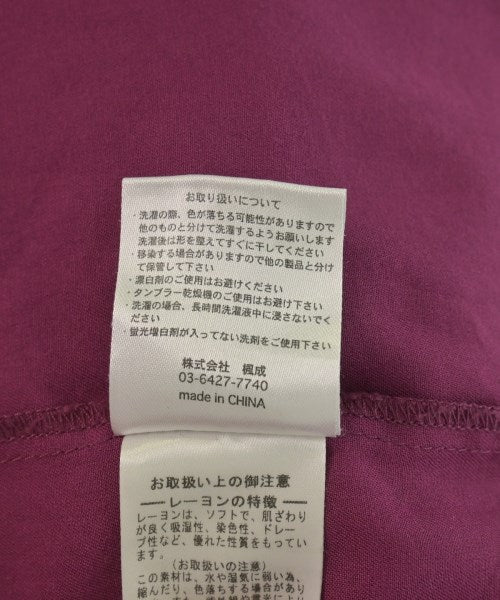 お取り扱いについて
・洗濯の際、色が落ちる可能性がありますので
他のものと分けて洗濯するようお願いします
洗濯後は形を整えてすぐに干してください
・移染する場合がありますので他の製品と分け
て保管して下さい
・漂白剤のご使用はお避けください
・タンブラー乾燥機のご使用はお避け下さい
・洗濯の場合、長時間洗濯液中に浸さないでく
ださい
・蛍光増白剤が入ってない洗剤をご使用下さい
株式会社 楓成
03-6427-7740
made in CHINA
お取扱い上の御注意
―レーヨンの特徴―
レーヨンは、ソフトで、肌ざわり
が良く吸湿性、染色性、ドレー
プ性など、優れた性質をもってい
ます。
(お取扱いの注意)
この素材は、水や湿気に弱い為、
縮んだり、色落ちする場合があり